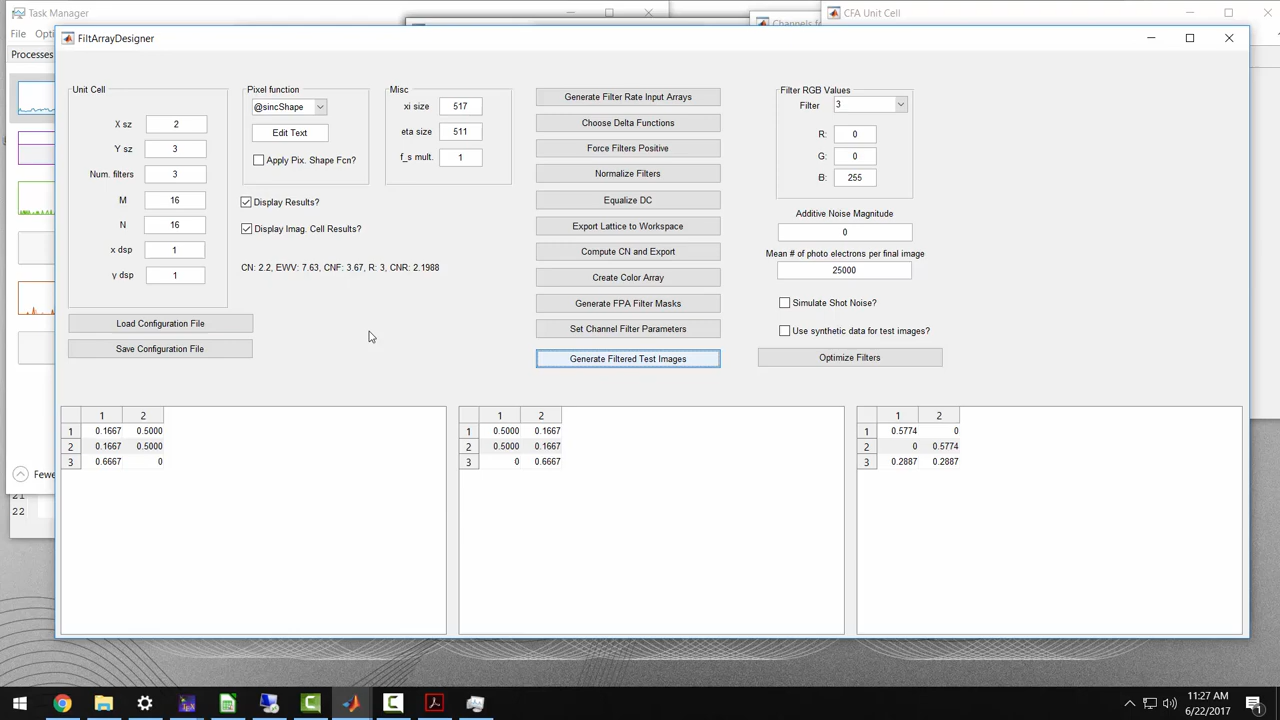 Task Manager
CFA Unit Cell
Channels for
File Opti
Processes
FiltArrayDesigner
Unit Cell
X sz 2
Y sz 3
Num. filters 3
M 16
N 16
x dsp 1
y dsp 1
Load Configuration File
Save Configuration File
Pixel function
@sincShape
Edit Text
Apply Pix. Shape Fcn?
Display Results?
Display Imag. Cell Results?
CN: 2.2, EWV: 7.63, CNF: 3.67, R: 3, CNR: 2.1988
Misc
xi size 517
eta size 511
f_s mult. 1
Generate Filter Rate Input Arrays
Choose Delta Functions
Force Filters Positive
Normalize Filters
Equalize DC
Export Lattice to Workspace
Compute CN and Export
Create Color Array
Generate FPA Filter Masks
Set Channel Filter Parameters
Generate Filtered Test Images
Filter RGB Values
Filter 3
R: 0
G: 0
B: 255
Additive Noise Magnitude
0
Mean # of photo electrons per final image
25000
Simulate Shot Noise?
Use synthetic data for test images?
Optimize Filters
1 2
1 0.1667 0.5000
2 0.1667 0.5000
3 0.6667 0
1 2
1 0.5000 0.1667
2 0.5000 0.1667
3 0 0.6667
1 2
1 0.5774 0
2 0 0.5774
3 0.2887 0.2887
Fewe
21
22
11:27 AM
6/22/2017
1